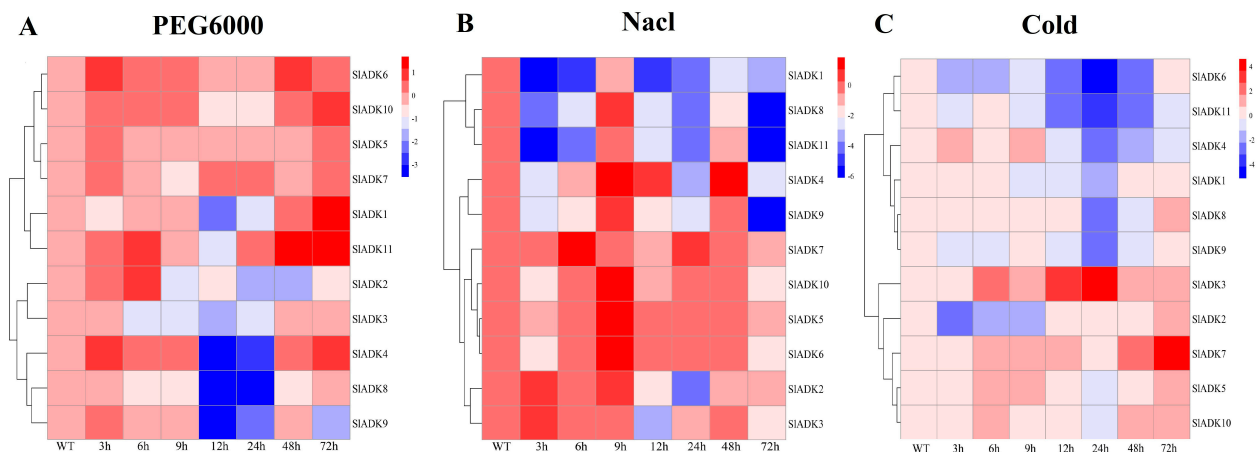 A PEG6000
SlADK6
SlADK10
SlADK5
SlADK7
SlADK1
SlADK11
SlADK2
SlADK3
SlADK4
SlADK8
SlADK9
WT 3h 6h 9h 12h 24h 48h 72h
1
0
-1
-2
-3
B Nacl
SlADK1
SlADK8
SlADK11
SlADK4
SlADK9
SlADK7
SlADK10
SlADK5
SlADK6
SlADK2
SlADK3
WT 3h 6h 9h 12h 24h 48h 72h
0
-2
-4
-6
C Cold
SlADK6
SlADK11
SlADK4
SlADK1
SlADK8
SlADK9
SlADK3
SlADK2
SlADK7
SlADK5
SlADK10
WT 3h 6h 9h 12h 24h 48h 72h
4
2
0
-2
-4